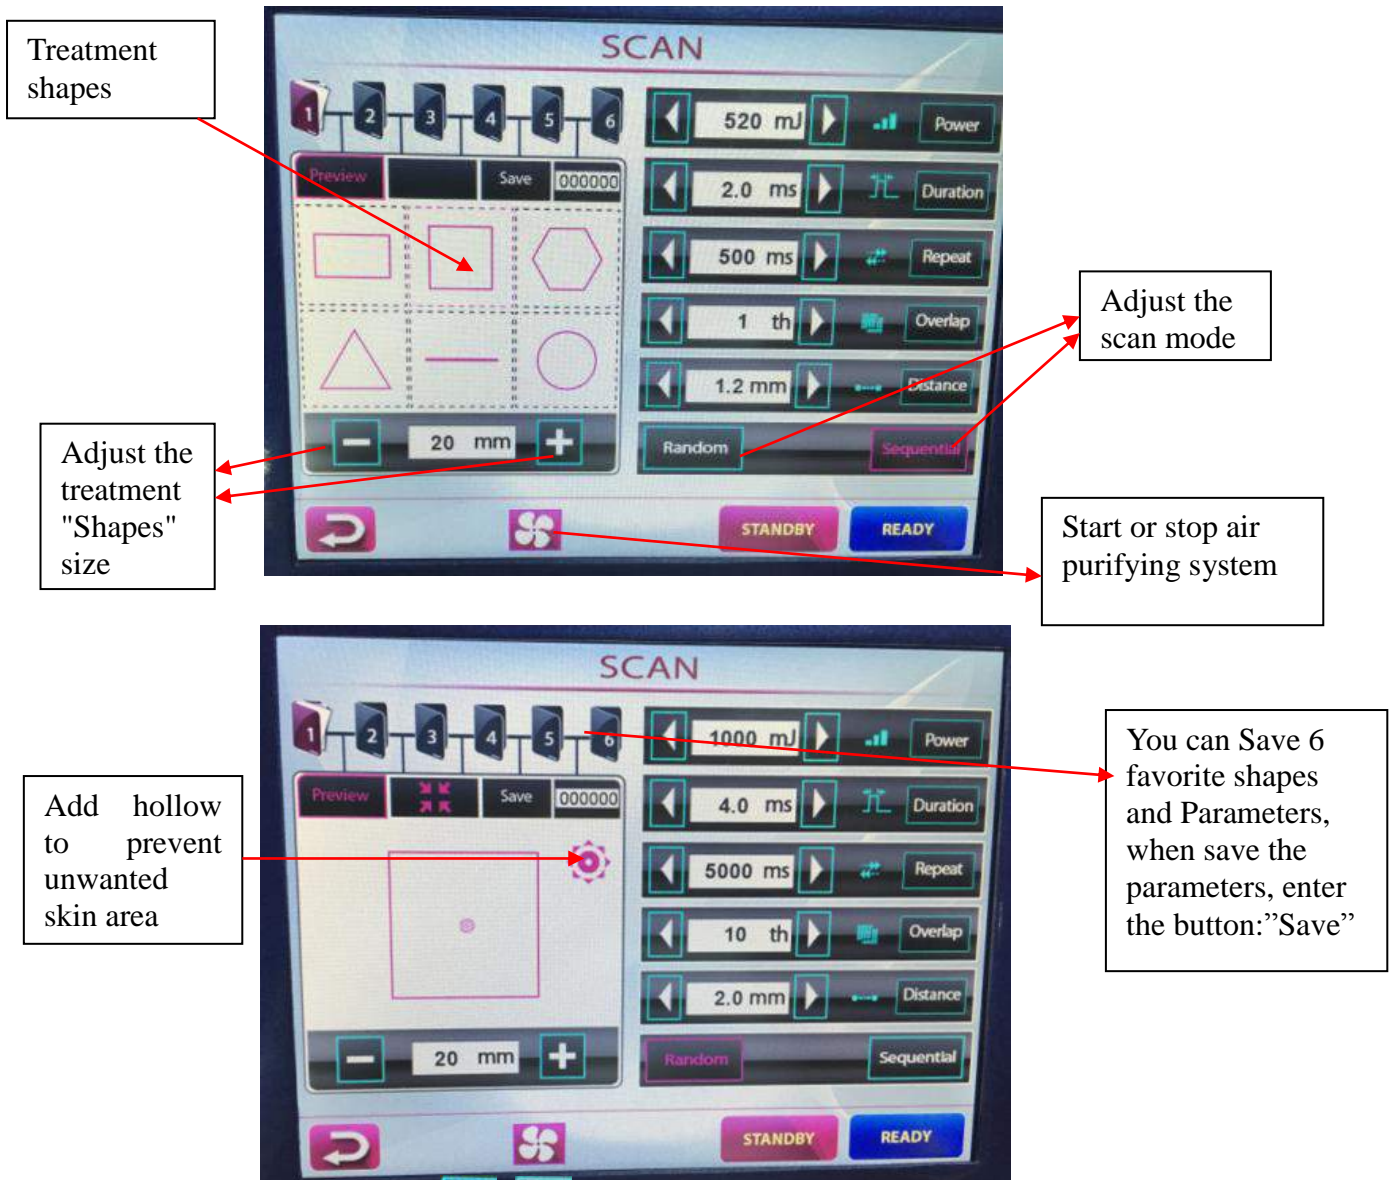 Treatment
shapes
SCAN
1 2 3 4 5 6
520 mJ Power
Preview Save 000000
2.0 ms Duration
500 ms Repeat
1 th Overlap
1.2 mm Distance
20 mm
Random Sequential
STANDBY READY
Adjust the
scan mode
Adjust the
treatment
"Shapes"
size
Start or stop air
purifying system
SCAN
1 2 3 4 5 6
1000 mJ Power
Preview Save 000000
4.0 ms Duration
5000 ms Repeat
10 th Overlap
2.0 mm Distance
20 mm
Random Sequential
STANDBY READY
Add hollow
to prevent
unwanted
skin area
You can Save 6
favorite shapes
and Parameters,
when save the
parameters, enter
the button:”Save”